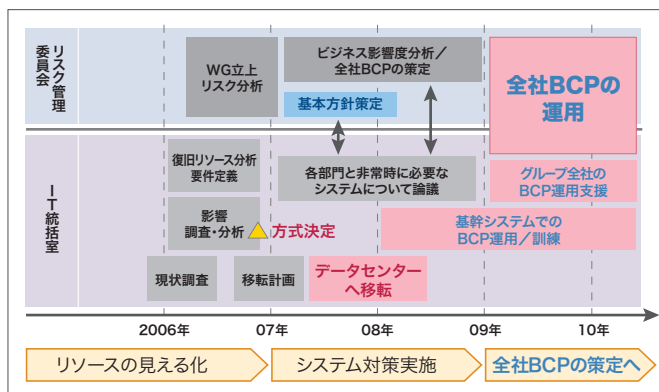 リスク管理
委員会
WG立上
リスク分析
ビジネス影響度分析／
全社BCPの策定
基本方針策定
全社BCPの
運用
IT統括室
復旧リソース分析
要件定義
各部門と非常時に必要な
システムについて論議
グループ全社の
BCP運用支援
影響
調査・分析
方式決定
基幹システムでの
BCP運用／訓練
現状調査
移転計画
データセンター
へ移転
2006年
07年
08年
09年
10年
リソースの見える化
システム対策実施
全社BCPの策定へ